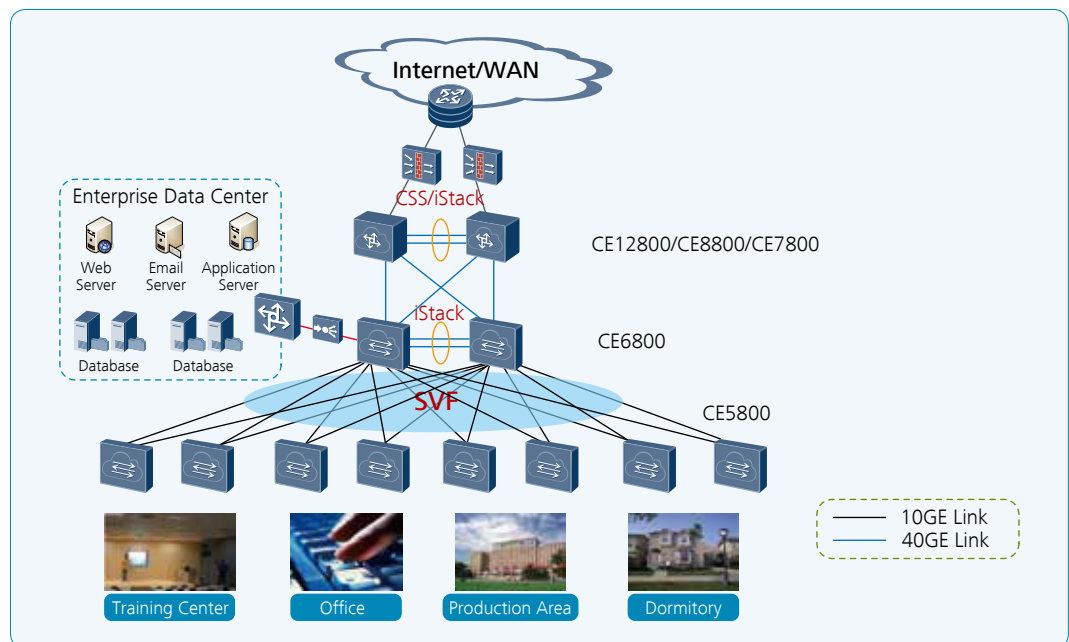 Internet/WAN
CSS/iStack
Enterprise Data Center
Web
Server
Email
Server
Application
Server
CE12800/CE8800/CE7800
iStack
Database
Database
CE6800
SVF
CE5800
10GE Link
40GE Link
Training Center
Office
Production Area
Dormitory